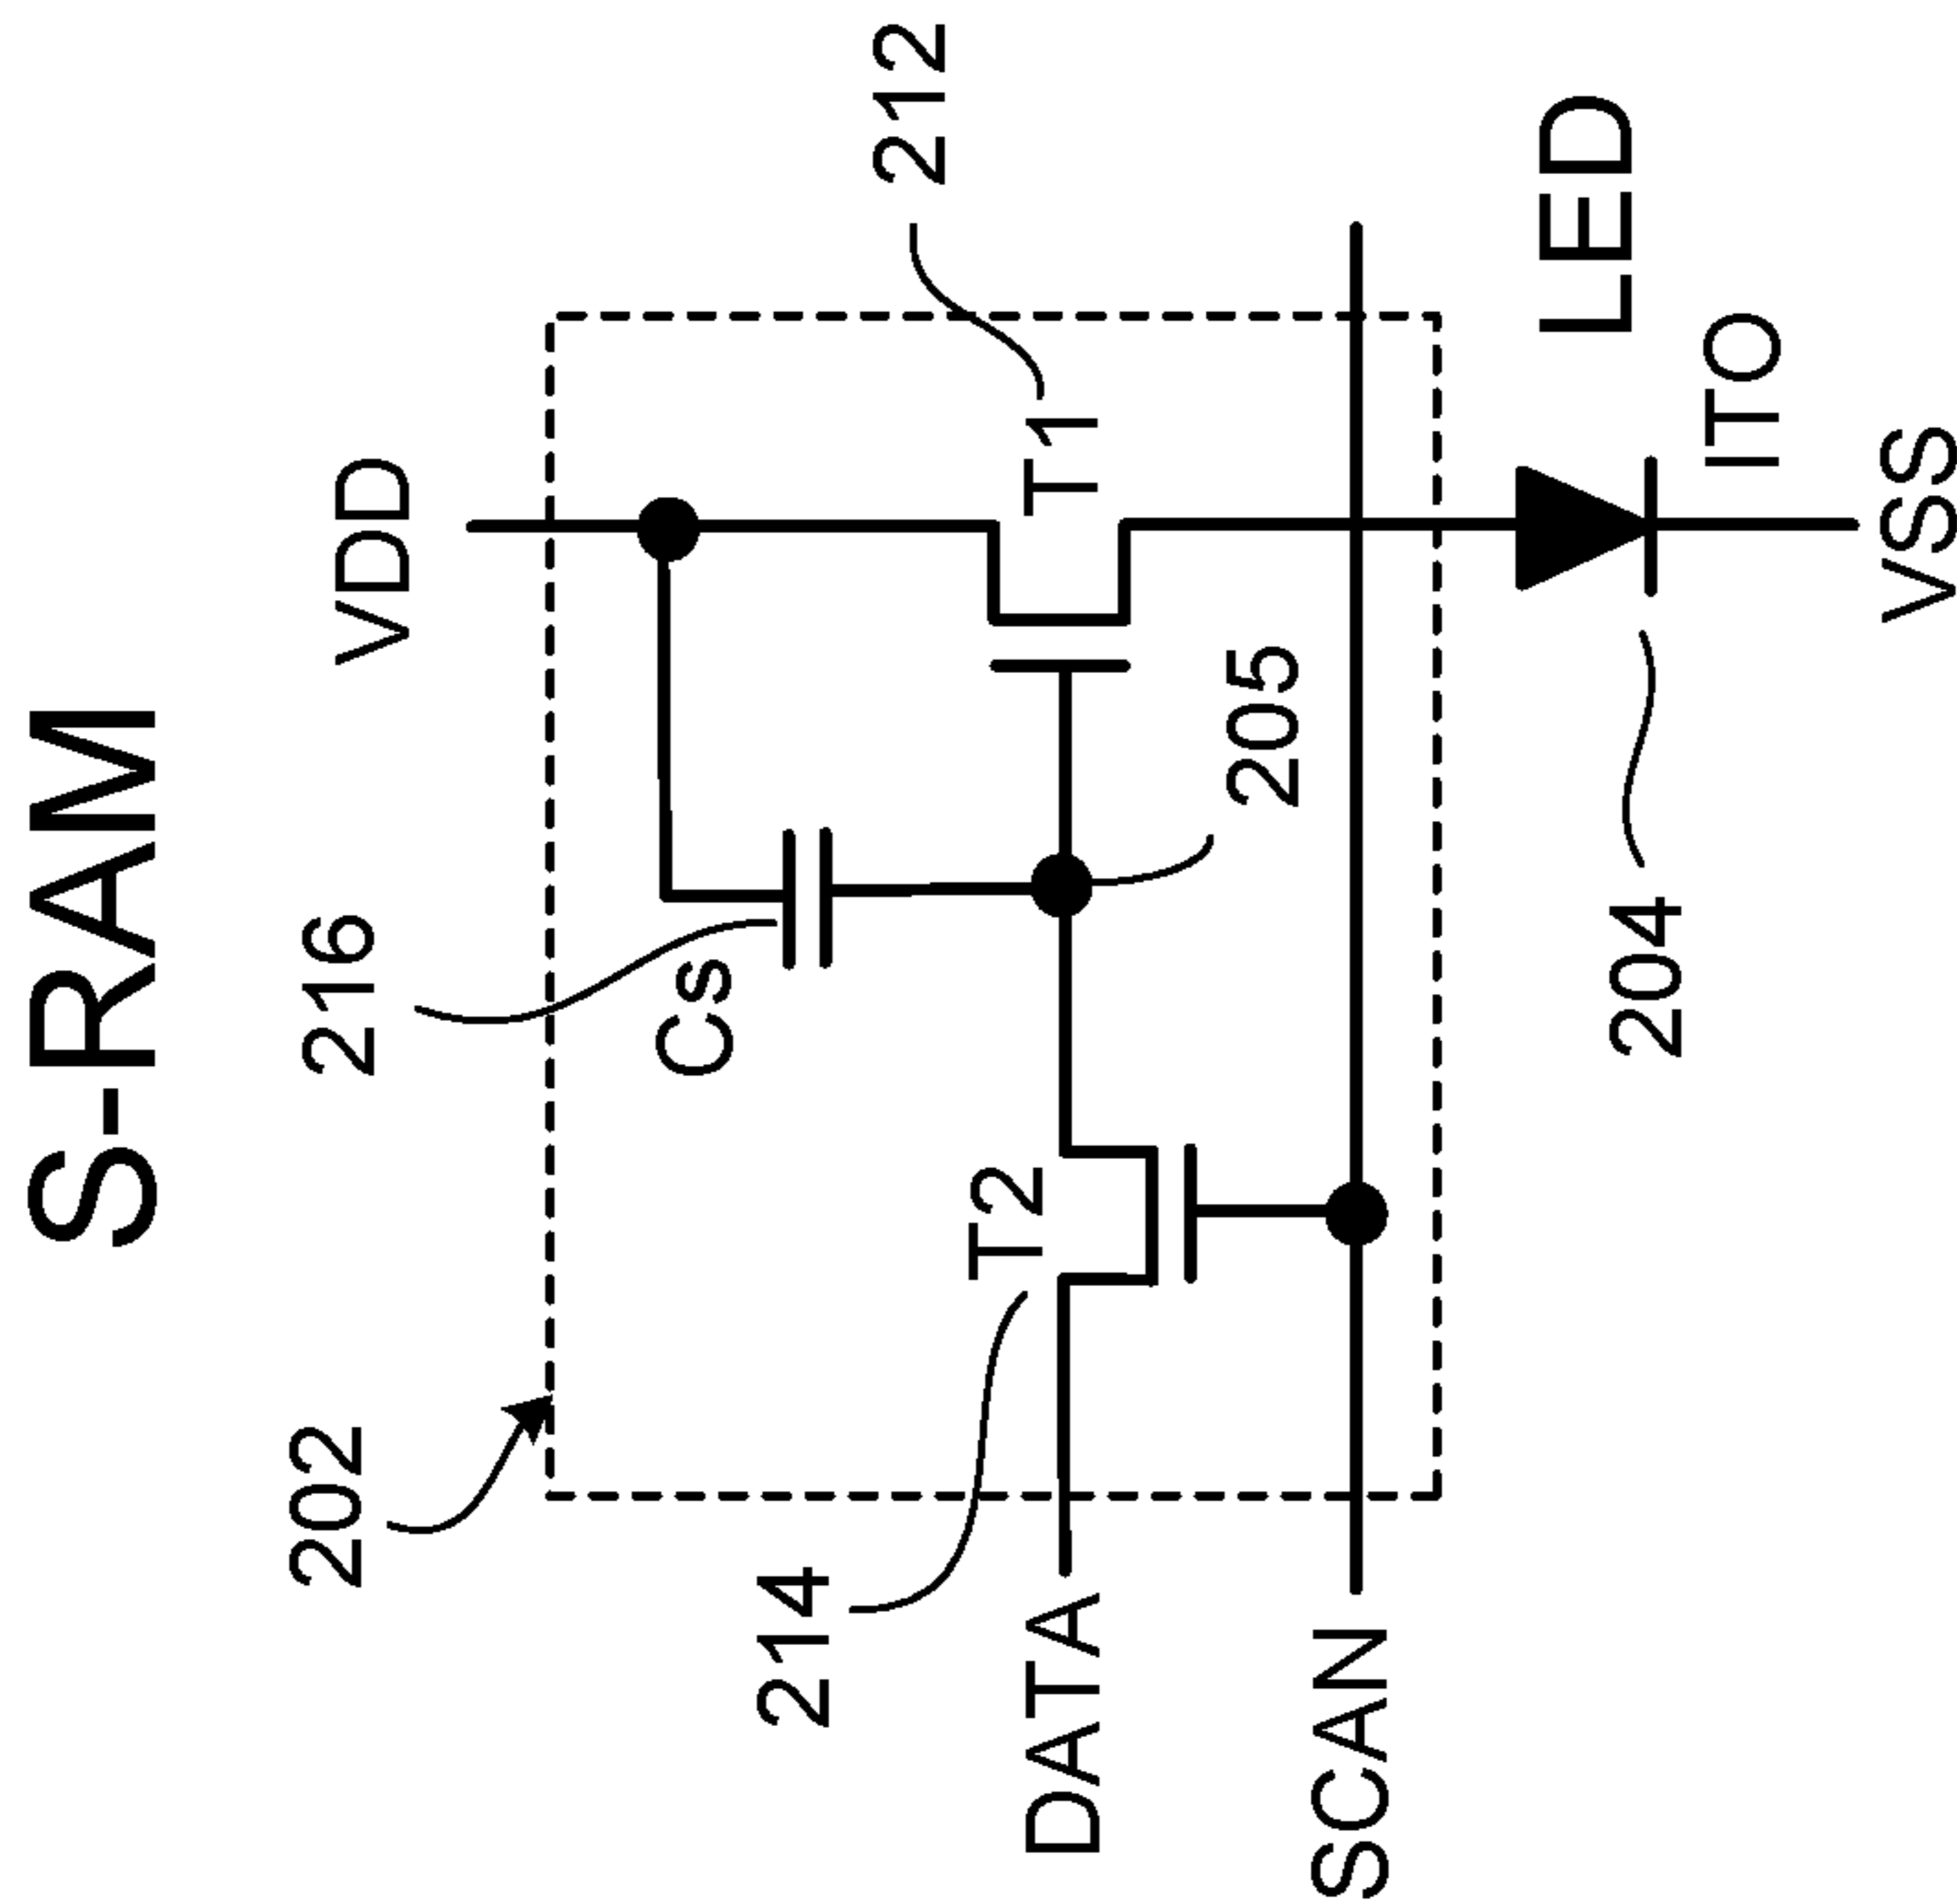 S-RAM
202
216
VDD
212
214
T2
Cs
T1
DATA
205
SCAN
204
LED
ITO
VSS